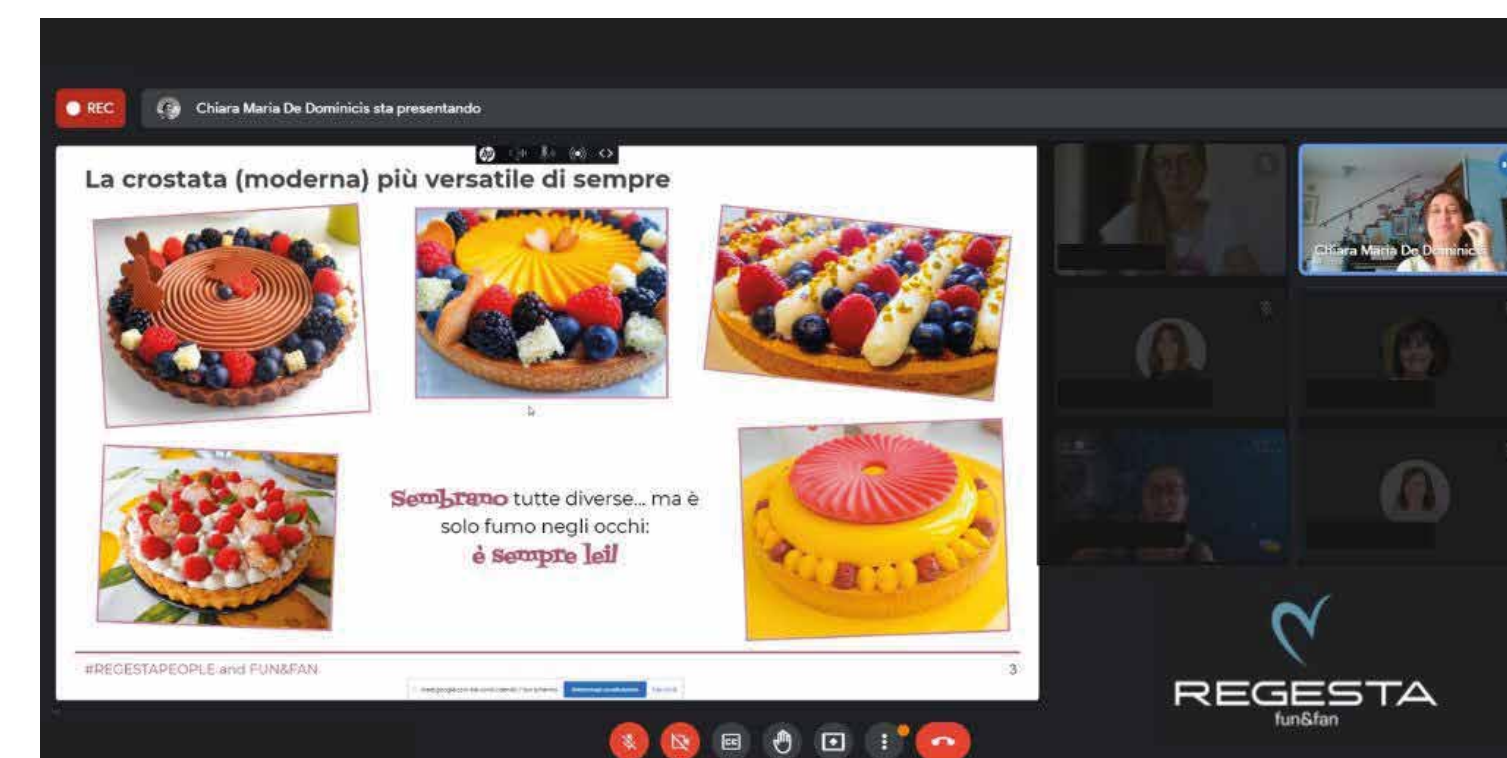 REC
Chiara Maria De Dominicis sta presentando
La crostata (moderna) più versatile di sempre
Chiara Maria De Dominicis
Sembrano tutte diverse... ma è
solo fumo negli occhi:
è sempre lei!
#REGESTAPEOPLE and FUN&FAN
3
REGESTA
fun&fan